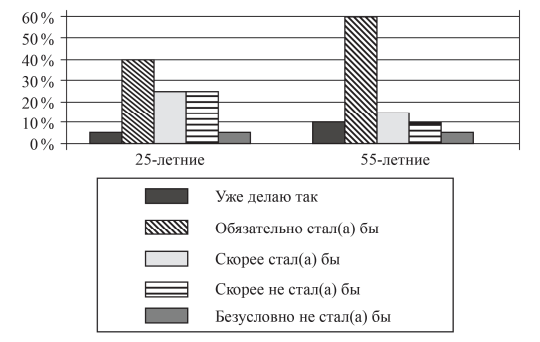 60 %
50 %
40 %
30 %
20 %
10 %
0 %
25-летние 55-летние
Уже делаю так
Обязательно стал(а) бы
Скорее стал(а) бы
Скорее не стал(а) бы
Безусловно не стал(а) бы